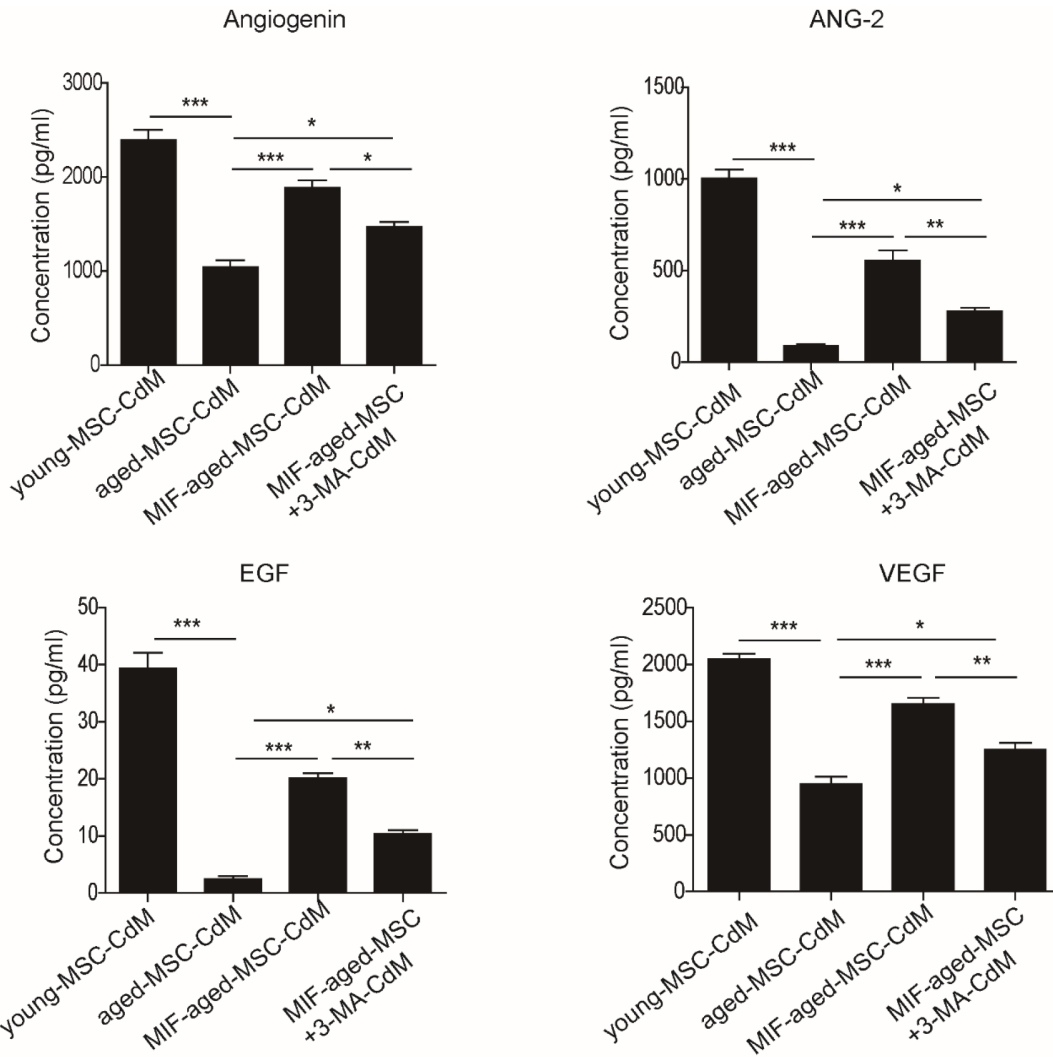 Angiogenin
Concentration (pg/ml)
3000
2000
1000
0
***
*
***
*
young-MSC-CdM
aged-MSC-CdM
MIF-aged-MSC-CdM
MIF-aged-MSC
+3-MA-CdM
ANG-2
Concentration (pg/ml)
1500
1000
500
0
***
*
***
**
young-MSC-CdM
aged-MSC-CdM
MIF-aged-MSC-CdM
MIF-aged-MSC
+3-MA-CdM
EGF
Concentration (pg/ml)
50
40
30
20
10
0
***
*
***
**
young-MSC-CdM
aged-MSC-CdM
MIF-aged-MSC-CdM
MIF-aged-MSC
+3-MA-CdM
VEGF
Concentration (pg/ml)
2500
2000
1500
1000
500
0
***
*
***
**
young-MSC-CdM
aged-MSC-CdM
MIF-aged-MSC-CdM
MIF-aged-MSC
+3-MA-CdM